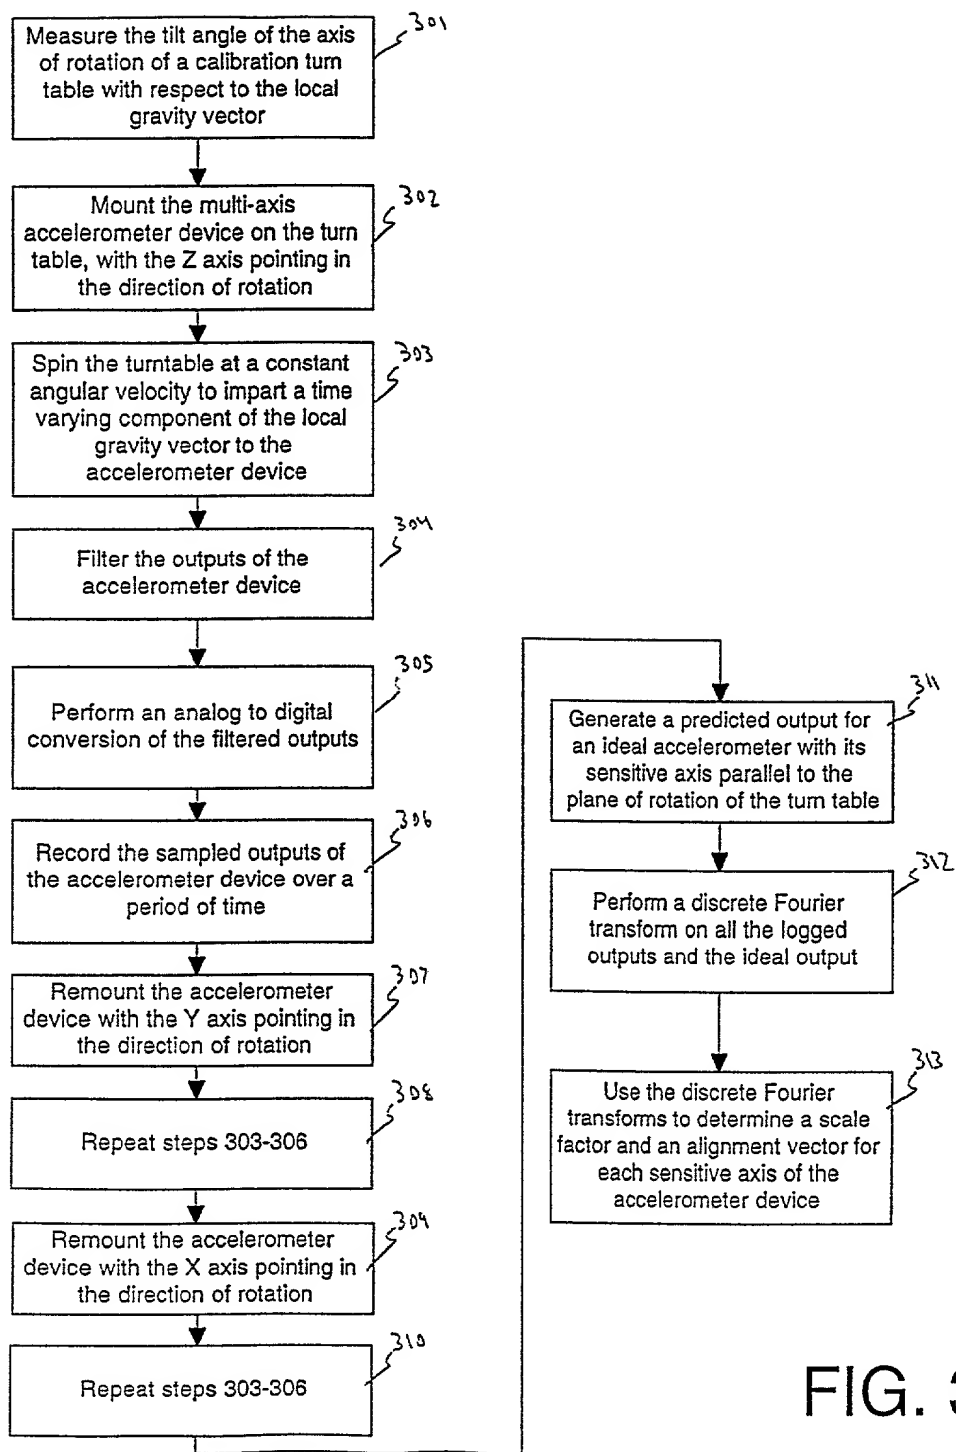 301
Measure the tilt angle of the axis
of rotation of a calibration turn
table with respect to the local
gravity vector
302
Mount the multi-axis
accelerometer device on the turn
table, with the Z axis pointing in
the direction of rotation
303
Spin the turntable at a constant
angular velocity to impart a time
varying component of the local
gravity vector to the
accelerometer device
304
Filter the outputs of the
accelerometer device
305
Perform an analog to digital
conversion of the filtered outputs
306
Record the sampled outputs of
the accelerometer device over a
period of time
307
Remount the accelerometer
device with the Y axis pointing in
the direction of rotation
308
Repeat steps 303-306
309
Remount the accelerometer
device with the X axis pointing in
the direction of rotation
310
Repeat steps 303-306
311
Generate a predicted output for
an ideal accelerometer with its
sensitive axis parallel to the
plane of rotation of the turn table
312
Perform a discrete Fourier
transform on all the logged
outputs and the ideal output
313
Use the discrete Fourier
transforms to determine a scale
factor and an alignment vector for
each sensitive axis of the
accelerometer device
FIG. 3